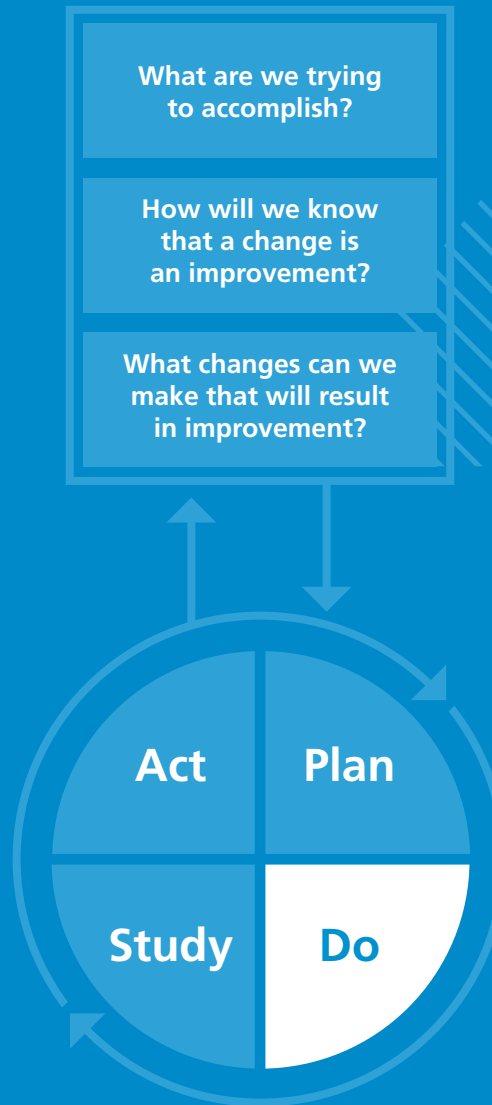 What are we trying
to accomplish?
How will we know
that a change is
an improvement?
What changes can we
make that will result
in improvement?
Act
Plan
Study
Do